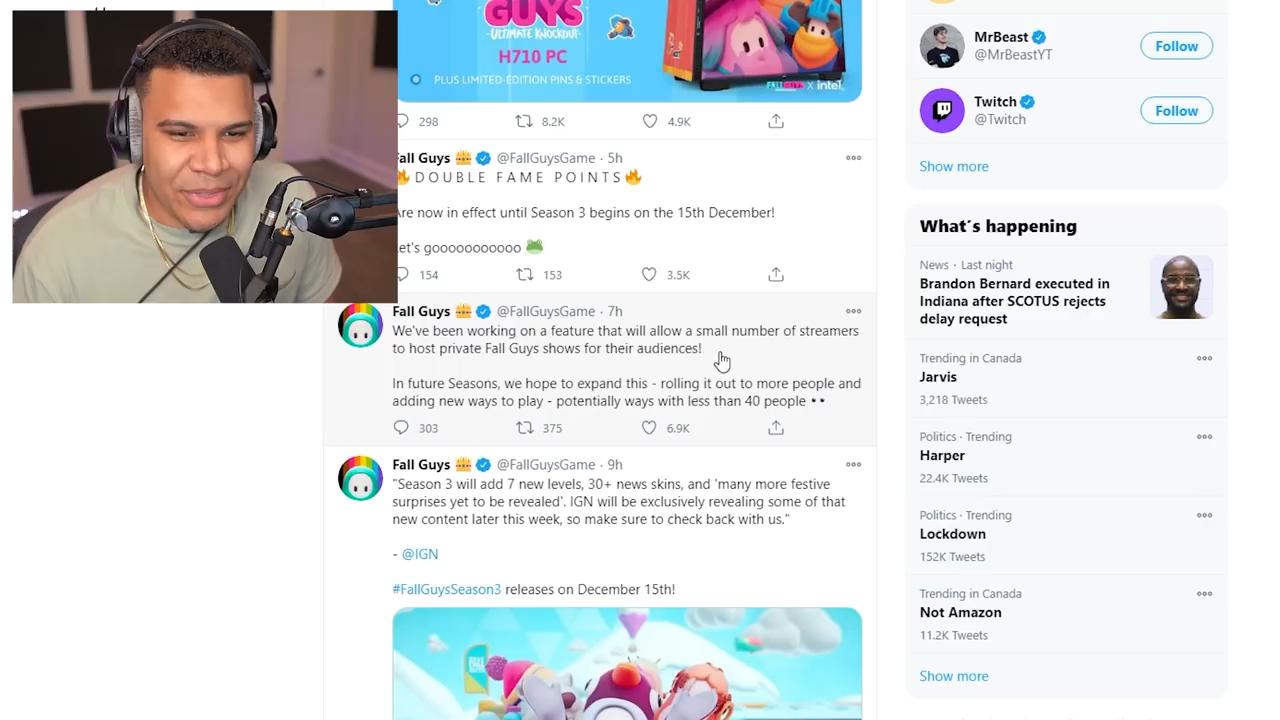 GUYS
-ULTIMATE KNOCKOUT-
H710 PC
PLUS LIMITED EDITION PINS & STICKERS
FALL GUYS X intel
298 8.2K 4.9K
Fall Guys @FallGuysGame · 5h
🔥D O U B L E F A M E P O I N T S🔥
Are now in effect until Season 3 begins on the 15th December!
Let's gooooooooooo 🐸
154 153 3.5K
Fall Guys 👑 @FallGuysGame · 7h
We've been working on a feature that will allow a small number of streamers
to host private Fall Guys shows for their audiences!
In future Seasons, we hope to expand this - rolling it out to more people and
adding new ways to play - potentially ways with less than 40 people 👀
303 375 6.9K
Fall Guys 👑 @FallGuysGame · 9h
"Season 3 will add 7 new levels, 30+ news skins, and 'many more festive
surprises yet to be revealed'. IGN will be exclusively revealing some of that
new content later this week, so make sure to check back with us."
- @IGN
#FallGuysSeason3 releases on December 15th!
FALL
MrBeast
@MrBeastYT
Follow
Twitch
@Twitch
Follow
Show more
What's happening
News · Last night
Brandon Bernard executed in
Indiana after SCOTUS rejects
delay request
Trending in Canada
Jarvis
3,218 Tweets
Politics · Trending
Harper
22.4K Tweets
Politics · Trending
Lockdown
152K Tweets
Trending in Canada
Not Amazon
11.2K Tweets
Show more